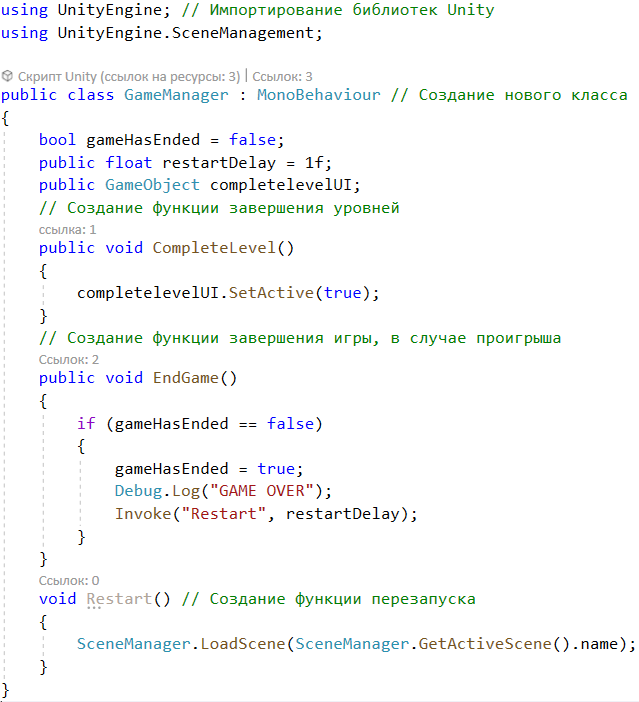 using UnityEngine; // Импортирование библиотек Unity
using UnityEngine.SceneManagement;
Скрипт Unity (ссылок на ресурсы: 3) | Ссылок: 3
public class GameManager : MonoBehaviour // Создание нового класса
{
bool gameHasEnded = false;
public float restartDelay = 1f;
public GameObject completelevelUI;
// Создание функции завершения уровней
ссылка: 1
public void CompleteLevel()
{
completelevelUI.SetActive(true);
}
// Создание функции завершения игры, в случае проигрыша
Ссылок: 2
public void EndGame()
{
if (gameHasEnded == false)
{
gameHasEnded = true;
Debug.Log("GAME OVER");
Invoke("Restart", restartDelay);
}
}
Ссылок: 0
void Restart() // Создание функции перезапуска
{
SceneManager.LoadScene(SceneManager.GetActiveScene().name);
}
}